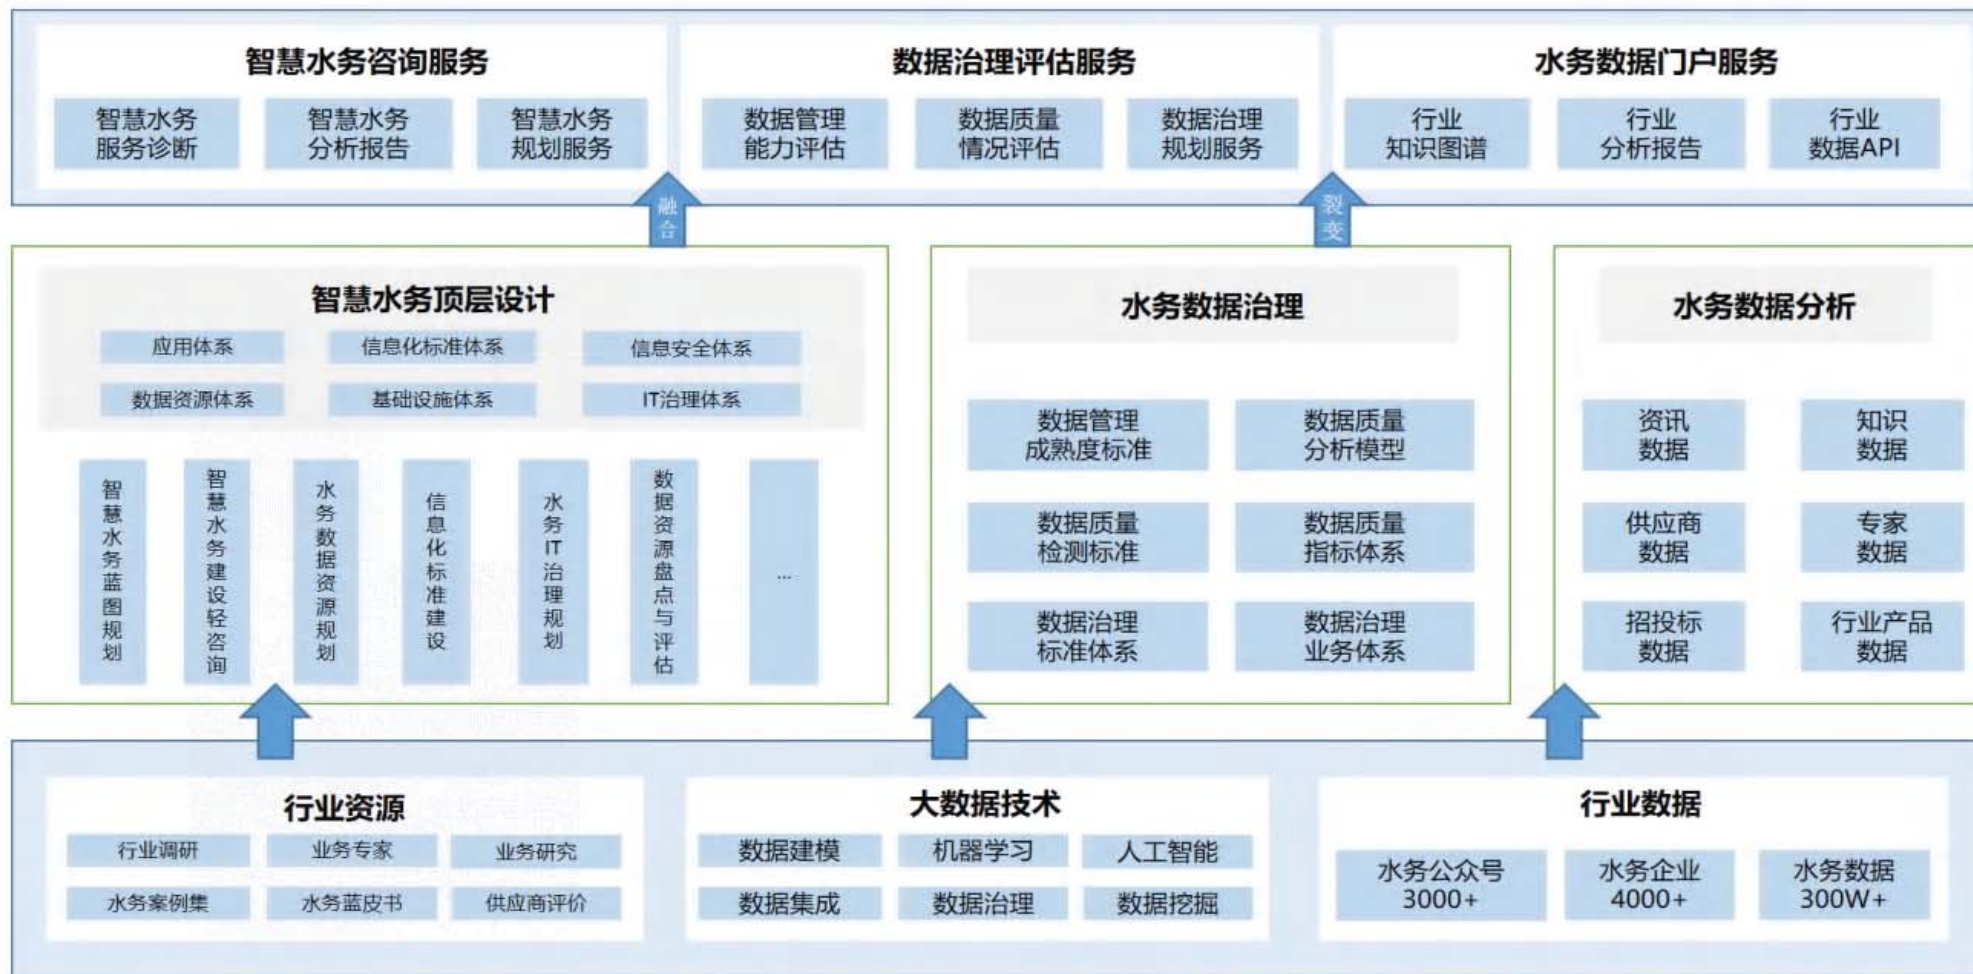 智慧水务咨询服务
智慧水务
服务诊断
智慧水务
分析报告
智慧水务
规划服务
数据治理评估服务
数据管理
能力评估
数据质量
情况评估
数据治理
规划服务
水务数据门户服务
行业
知识图谱
行业
分析报告
行业
数据API
融
合
裂
变
智慧水务顶层设计
应用体系
信息化标准体系
信息安全体系
数据资源体系
基础设施体系
IT治理体系
智慧水务蓝图规划
智慧水务建设轻咨询
水务数据资源规划
信息化标准建设
水务IT治理规划
数据资源盘点与评估
...
水务数据治理
数据管理
成熟度标准
数据质量
分析模型
数据质量
检测标准
数据质量
指标体系
数据治理
标准体系
数据治理
业务体系
水务数据分析
资讯
数据
知识
数据
供应商
数据
专家
数据
招投标
数据
行业产品
数据
行业资源
行业调研
业务专家
业务研究
水务案例集
水务蓝皮书
供应商评价
大数据技术
数据建模
机器学习
人工智能
数据集成
数据治理
数据挖掘
行业数据
水务公众号
3000+
水务企业
4000+
水务数据
300W+